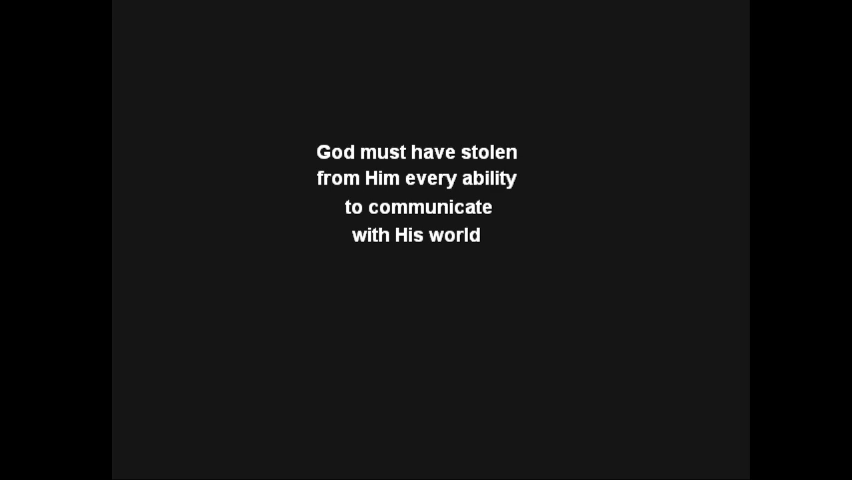 God must have stolen
from Him every ability
to communicate
with His world